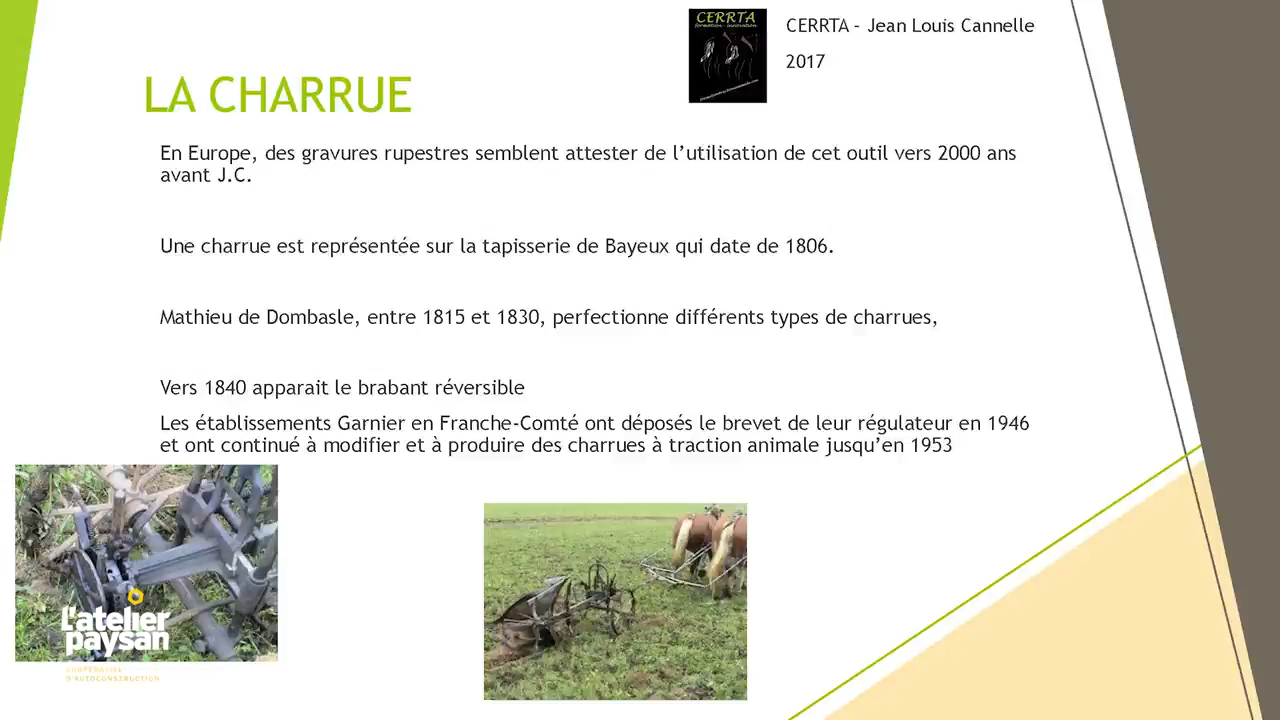 CERRTA
formation - innovation
CERRTA - Jean Louis Cannelle
2017
LA CHARRUE
En Europe, des gravures rupestres semblent attester de l’utilisation de cet outil vers 2000 ans
avant J.C.
Une charrue est représentée sur la tapisserie de Bayeux qui date de 1806.
Mathieu de Dombasle, entre 1815 et 1830, perfectionne différents types de charrues,
Vers 1840 apparait le brabant réversible
Les établissements Garnier en Franche-Comté ont déposés le brevet de leur régulateur en 1946
et ont continué à modifier et à produire des charrues à traction animale jusqu’en 1953
l'atelier
paysan
COOPÉRATIVE
D'AUTOCONSTRUCTION